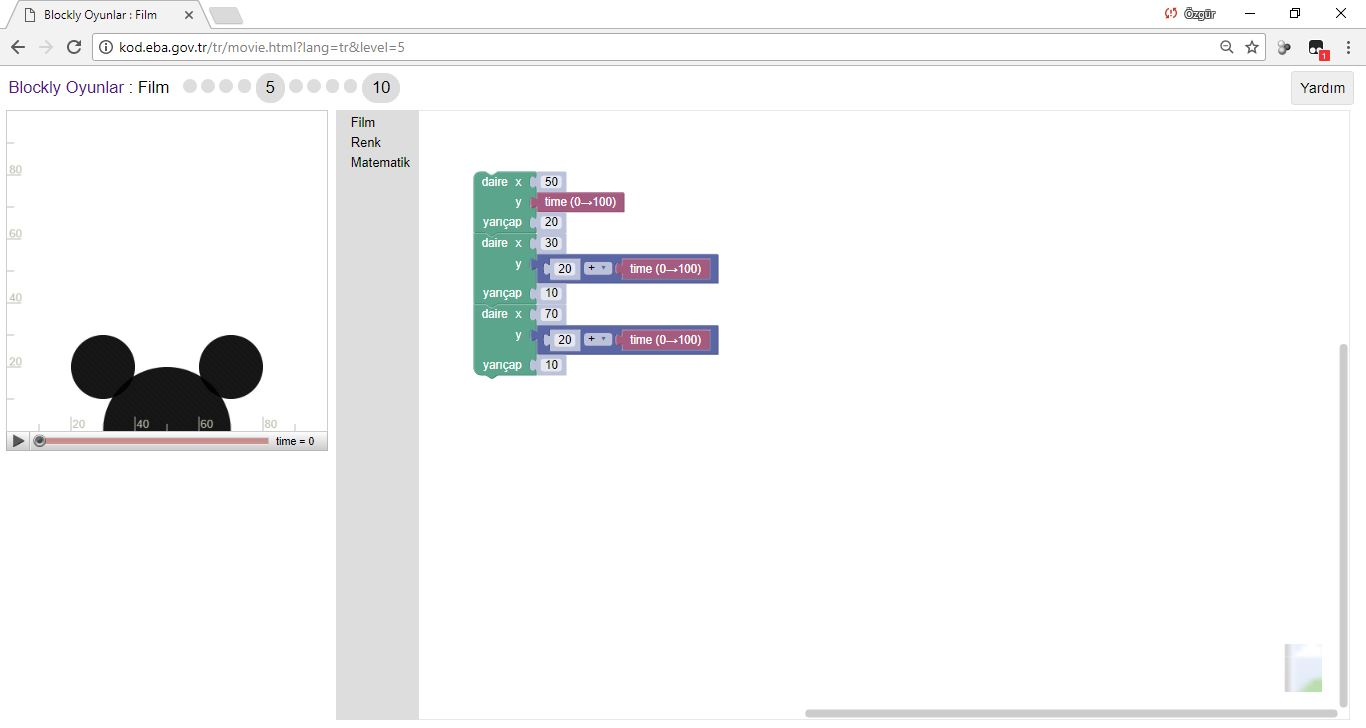 Blockly Oyunlar : Film
Özgür
kod.eba.gov.tr/tr/movie.html?lang=tr&level=5
1
Blockly Oyunlar : Film
5
10
Yardım
Film
Renk
Matematik
80
60
40
20
20 40 60 80
time = 0
daire x 50
y time (0→100)
yarıçap 20
daire x 30
y 20 + time (0→100)
yarıçap 10
daire x 70
y 20 + time (0→100)
yarıçap 10